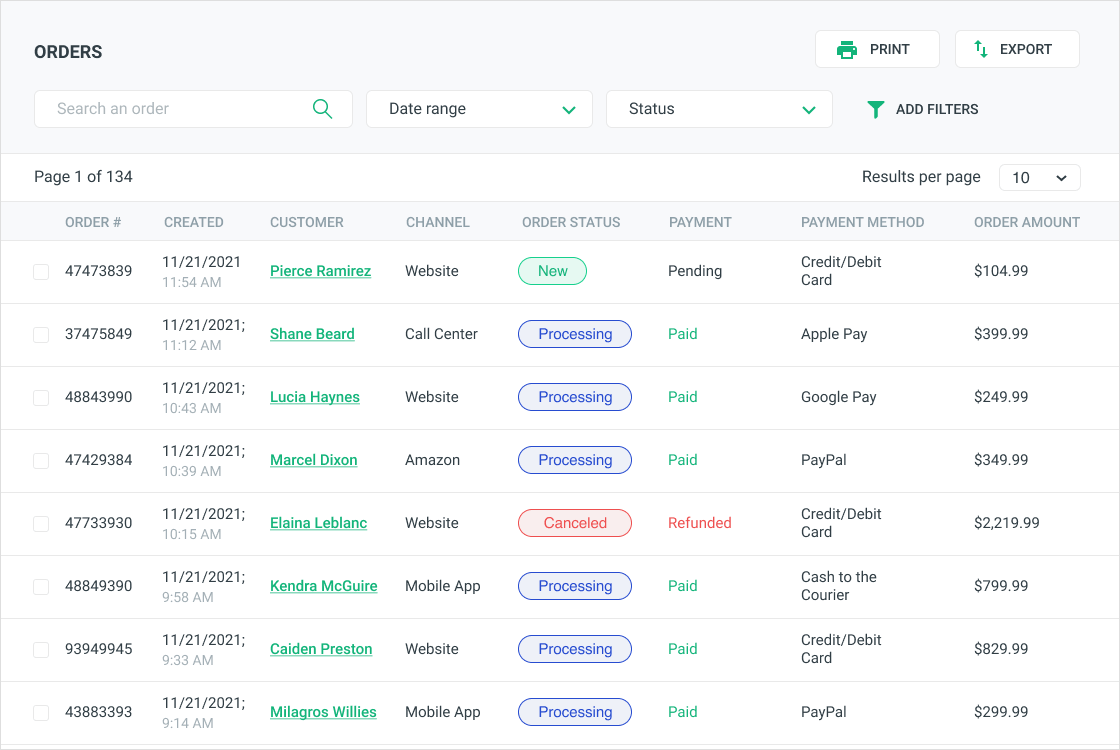 ORDERS
PRINT
EXPORT
Search an order
Date range
Status
ADD FILTERS
Page 1 of 134
Results per page
10
ORDER # CREATED CUSTOMER CHANNEL ORDER STATUS PAYMENT PAYMENT METHOD ORDER AMOUNT
47473839 11/21/2021 11:54 AM Pierce Ramirez Website New Pending Credit/Debit Card $104.99
37475849 11/21/2021; 11:12 AM Shane Beard Call Center Processing Paid Apple Pay $399.99
48843990 11/21/2021; 10:43 AM Lucia Haynes Website Processing Paid Google Pay $249.99
47429384 11/21/2021; 10:39 AM Marcel Dixon Amazon Processing Paid PayPal $349.99
47733930 11/21/2021; 10:15 AM Elaina Leblanc Website Canceled Refunded Credit/Debit Card $2,219.99
48849390 11/21/2021; 9:58 AM Kendra McGuire Mobile App Processing Paid Cash to the Courier $799.99
93949945 11/21/2021; 9:33 AM Caiden Preston Website Processing Paid Credit/Debit Card $829.99
43883393 11/21/2021; 9:14 AM Milagros Willies Mobile App Processing Paid PayPal $299.99